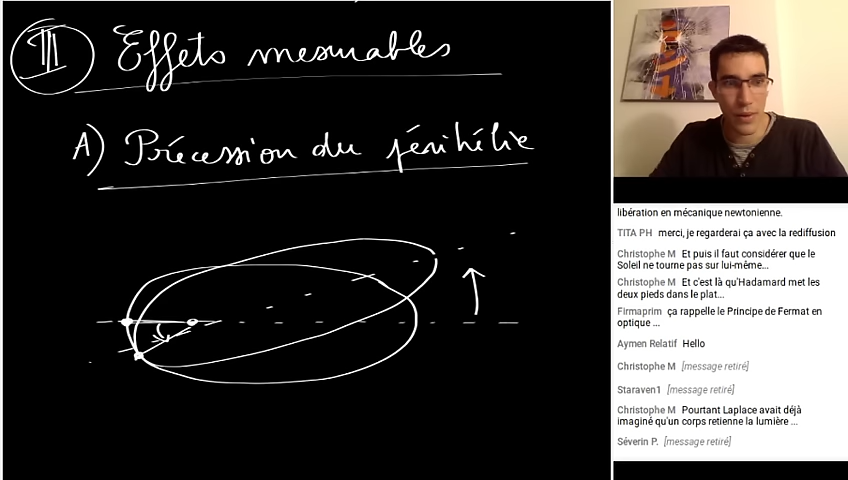 III Effets mesurables
A) Précession du périhélie
libération en mécanique newtonienne.
TITA PH merci, je regarderai ça avec la rediffusion
Christophe M Et puis il faut considérer que le
Soleil ne tourne pas sur lui-même...
Christophe M Et c'est là qu'Hadamard met les
deux pieds dans le plat...
Firmaprim ça rappelle le Principe de Fermat en
optique ...
Aymen Relatif Hello
Christophe M [message retiré]
Staraven1 [message retiré]
Christophe M Pourtant Laplace avait déjà
imaginé qu'un corps retienne la lumière ...
Séverin P. [message retiré]